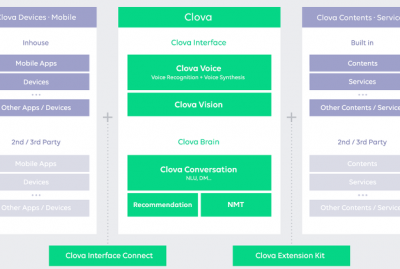 Clova Devices · Mobile
Inhouse
Mobile Apps
Devices
...
Other Apps / Devices
2nd / 3rd Party
Mobile Apps
Devices
...
Other Apps / Devices
Clova
Clova Interface
Clova Voice
Voice Recognition + Voice Synthesis
Clova Vision
Clova Brain
Clova Conversation
NLU, DM...
Recommendation
NMT
Clova Contents · Service
Built in
Contents
Services
...
Other Contents / Service
2nd / 3rd Party
Contents
Services
...
Other Contents / Service
+
+
Clova Interface Connect
Clova Extension Kit